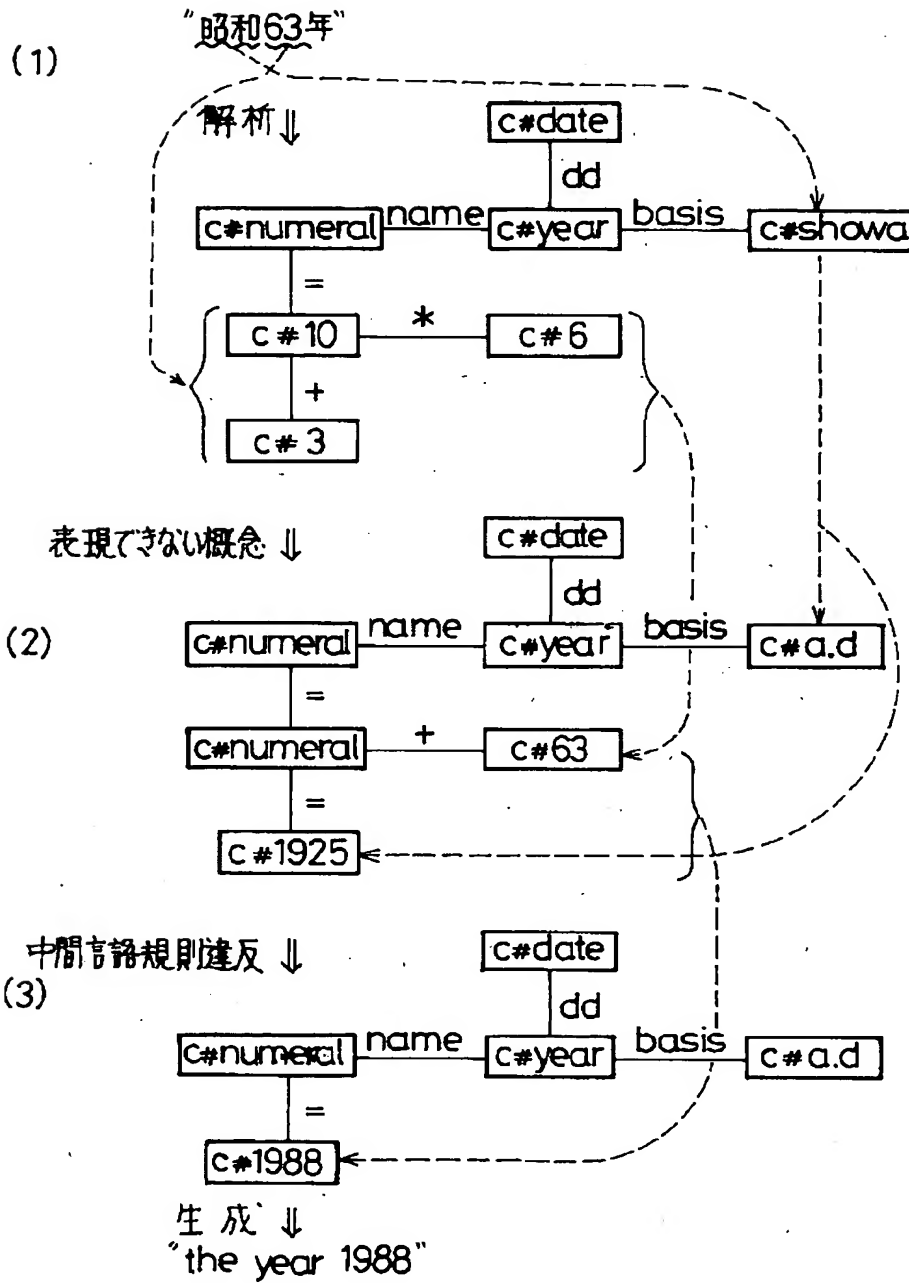 "昭和63年"
(1)
解析 ⇓
c#date
dd
c#numeral name c#year basis c#showa
=
c#10 * c#6
+
c#3
表現できない概念 ⇓
c#date
dd
(2)
c#numeral name c#year basis c#a.d
=
c#numeral + c#63
=
c#1925
中間言語規則違反 ⇓
c#date
(3)
dd
c#numeral name c#year basis c#a.d
=
c#1988
生成 ⇓
"the year 1988"